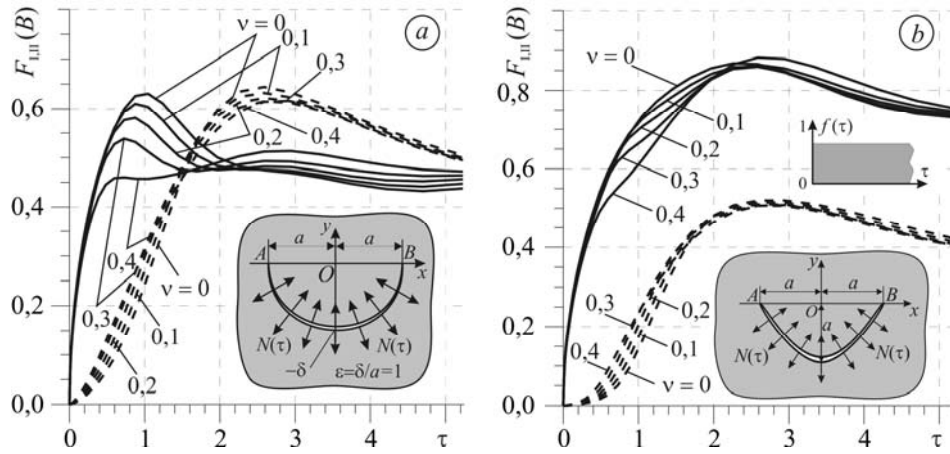 F_I,II (B)
ν = 0
0,1
a
0,3
0,6
0,2
0,4
0,4
0,4
0,3
ν = 0
0,1
0,2
0,2
0,0
0 1 2 3 4 τ
y
a a
A B
O x
N(τ) N(τ)
−δ ε=δ/a=1
F_I,II (B)
ν = 0
b
0,8
0,1
0,2
0,6
0,3
0,4
1 f(τ)
0 τ
0,4
0,3
0,2
0,2
0,4
0,1
ν = 0
0,0
0 1 2 3 4 τ
y
a a
A B
O x
a
N(τ) N(τ)